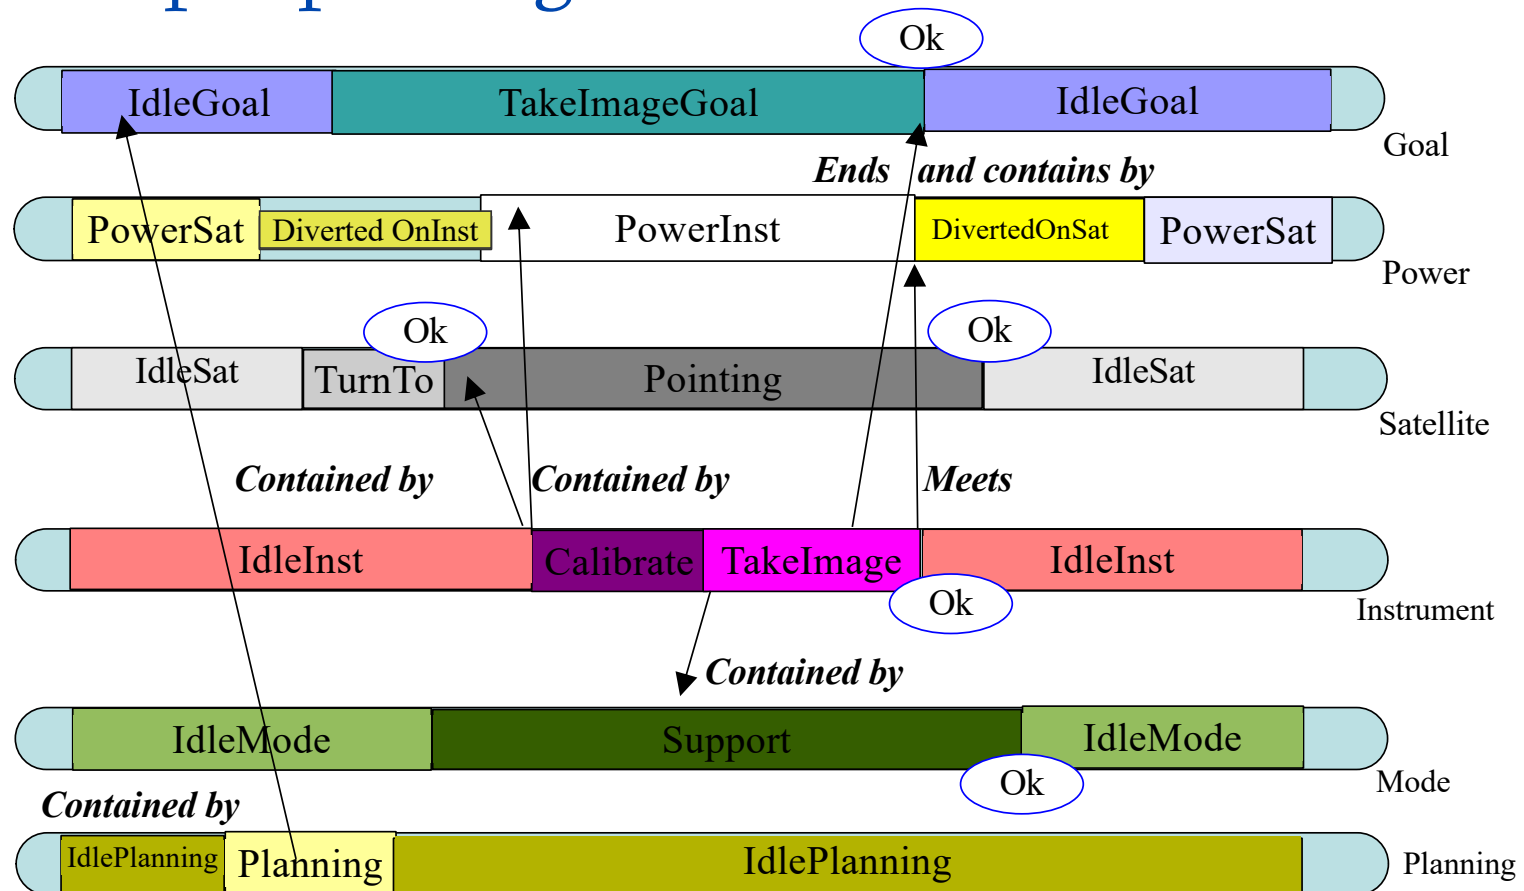 Ok
IdleGoal TakeImageGoal IdleGoal
Goal
Ends and contains by
PowerSat Diverted OnInst PowerInst DivertedOnSat PowerSat
Power
Ok Ok
IdleSat TurnTo Pointing IdleSat
Satellite
Contained by Contained by Meets
IdleInst Calibrate TakeImage IdleInst
Ok
Instrument
Contained by
IdleMode Support IdleMode
Ok
Mode
Contained by
IdlePlanning Planning IdlePlanning Planning